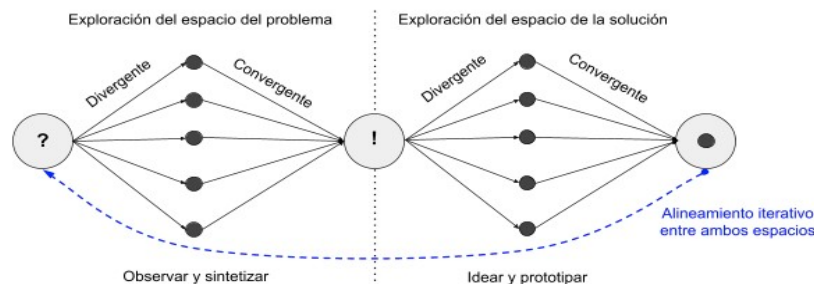 Exploración del espacio del problema
Exploración del espacio de la solución
Divergente
Convergente
Divergente
Convergente
?
!
Alineamiento iterativo
entre ambos espacios
Observar y sintetizar
Idear y prototipar